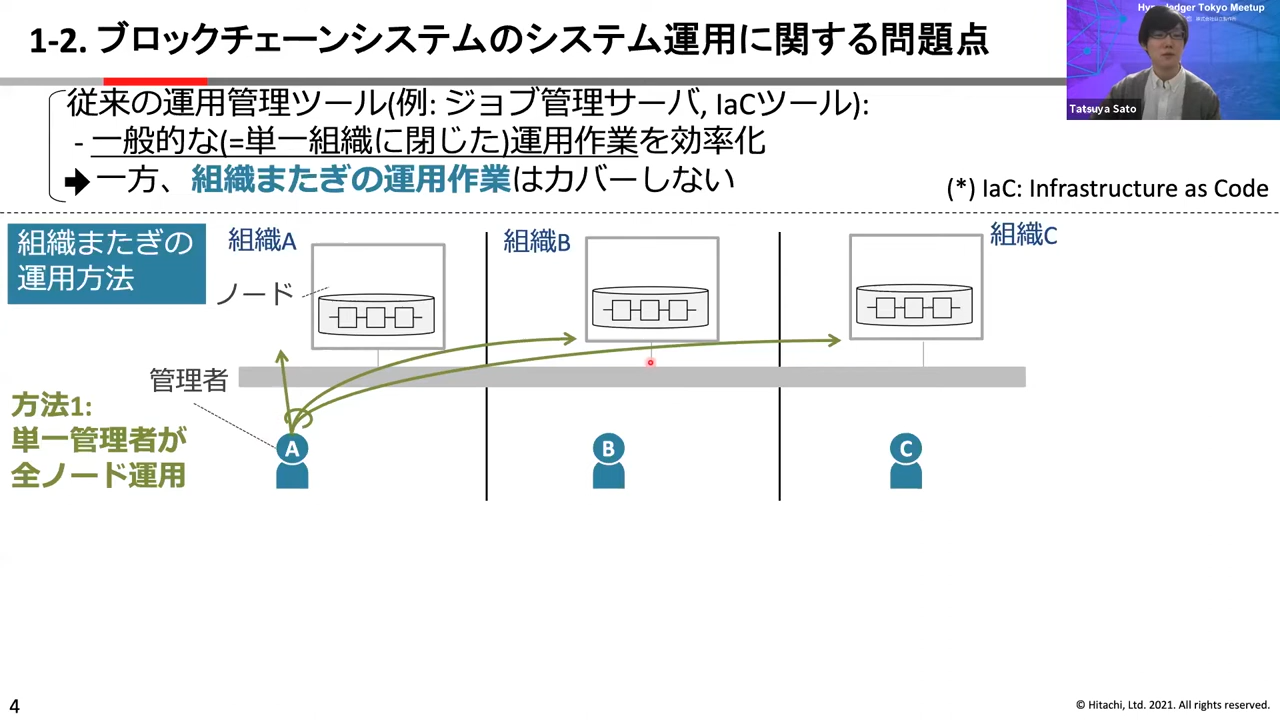 1-2. ブロックチェーンシステムのシステム運用に関する問題点
Tatsuya Sato
従来の運用管理ツール(例: ジョブ管理サーバ, IaCツール):
- 一般的な(=単一組織に閉じた)運用作業を効率化
➡ 一方、組織またぎの運用作業はカバーしない
(*) IaC: Infrastructure as Code
組織またぎの
運用方法
組織A
組織B
組織C
ノード
管理者
方法1:
単一管理者が
全ノード運用
A
B
C
4
© Hitachi, Ltd. 2021. All rights reserved.